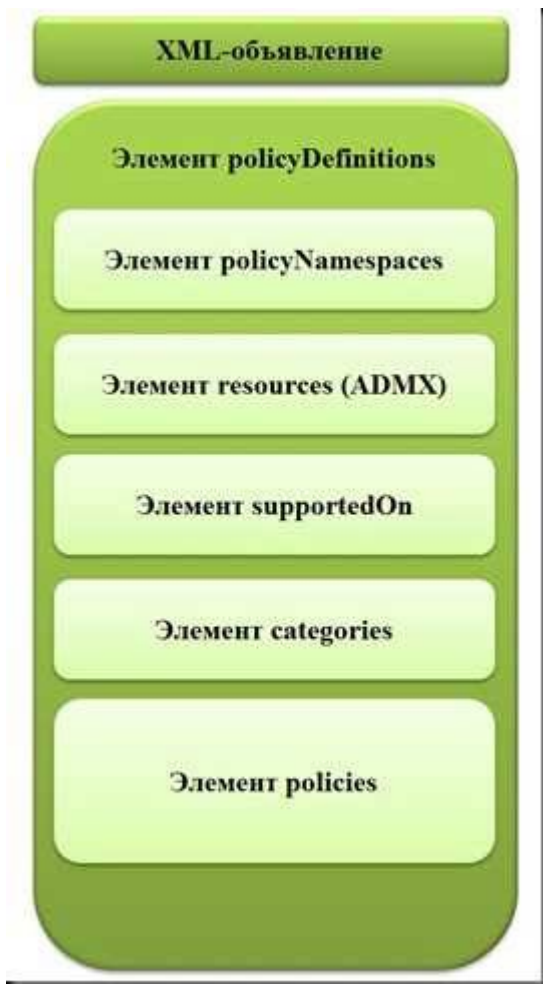 XML-объявление
Элемент policyDefinitions
Элемент policyNamespaces
Элемент resources (ADMX)
Элемент supportedOn
Элемент categories
Элемент policies